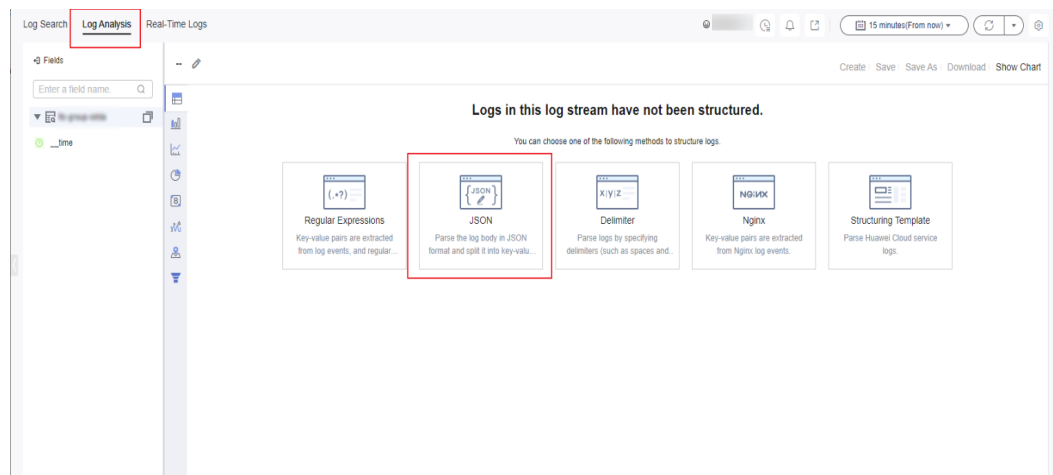 Log Search Log Analysis Real-Time Logs
15 minutes(From now)
Fields
--
Create Save Save As Download Show Chart
Enter a field name.
__time
Logs in this log stream have not been structured.
You can choose one of the following methods to structure logs.
(.*?)
{JSON}
X|Y|Z
NGINX
Regular Expressions
Key-value pairs are extracted
from log events, and regular...
JSON
Parse the log body in JSON
format and split it into key-valu...
Delimiter
Parse logs by specifying
delimiters (such as spaces and...
Nginx
Key-value pairs are extracted
from Nginx log events.
Structuring Template
Parse Huawei Cloud service
logs.